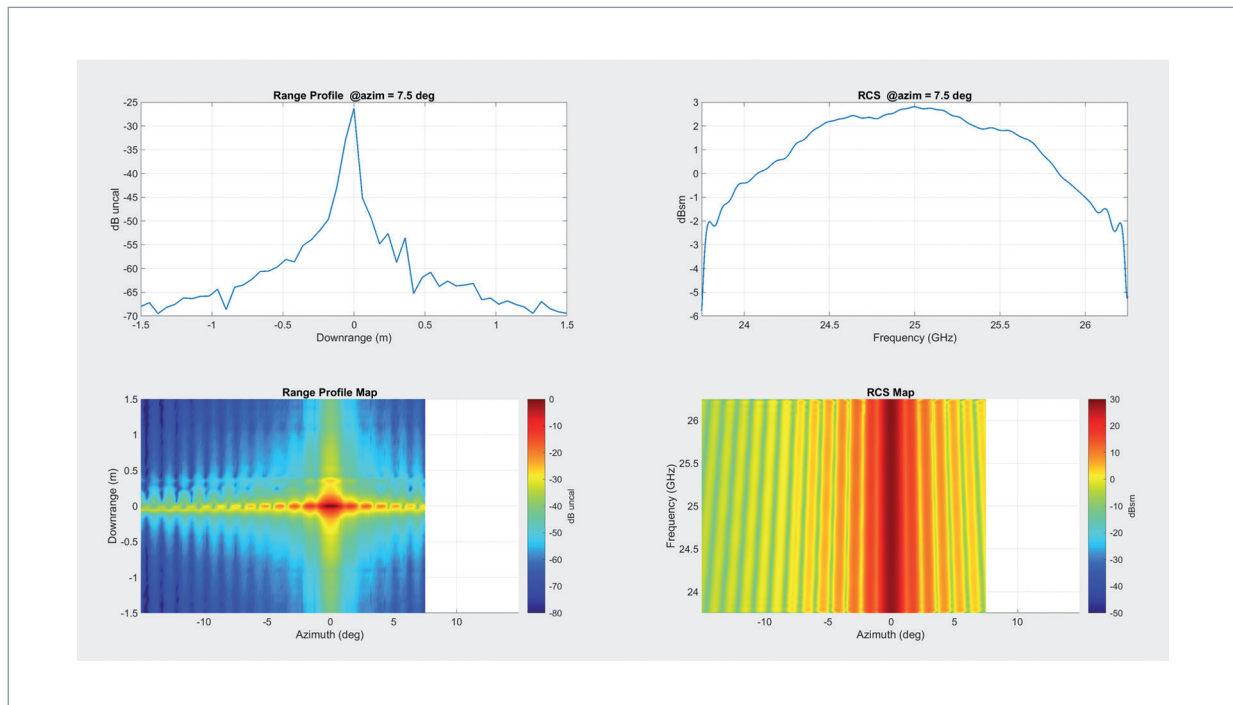 Range Profile @azim = 7.5 deg
-25
-30
-35
-40
-45
-50
-55
-60
-65
-70
dB uncal
-1.5 -1 -0.5 0 0.5 1 1.5
Downrange (m)
RCS @azim = 7.5 deg
3
2
1
0
-1
-2
-3
-4
-5
-6
dBsm
24 24.5 25 25.5 26
Frequency (GHz)
Range Profile Map
1.5
1
0.5
0
-0.5
-1
-1.5
Downrange (m)
-10 -5 0 5 10
Azimuth (deg)
0
-10
-20
-30
-40
-50
-60
-70
-80
dB uncal
RCS Map
26
25.5
25
24.5
24
Frequency (GHz)
-10 -5 0 5 10
Azimuth (deg)
30
20
10
0
-10
-20
-30
-40
-50
dBsm